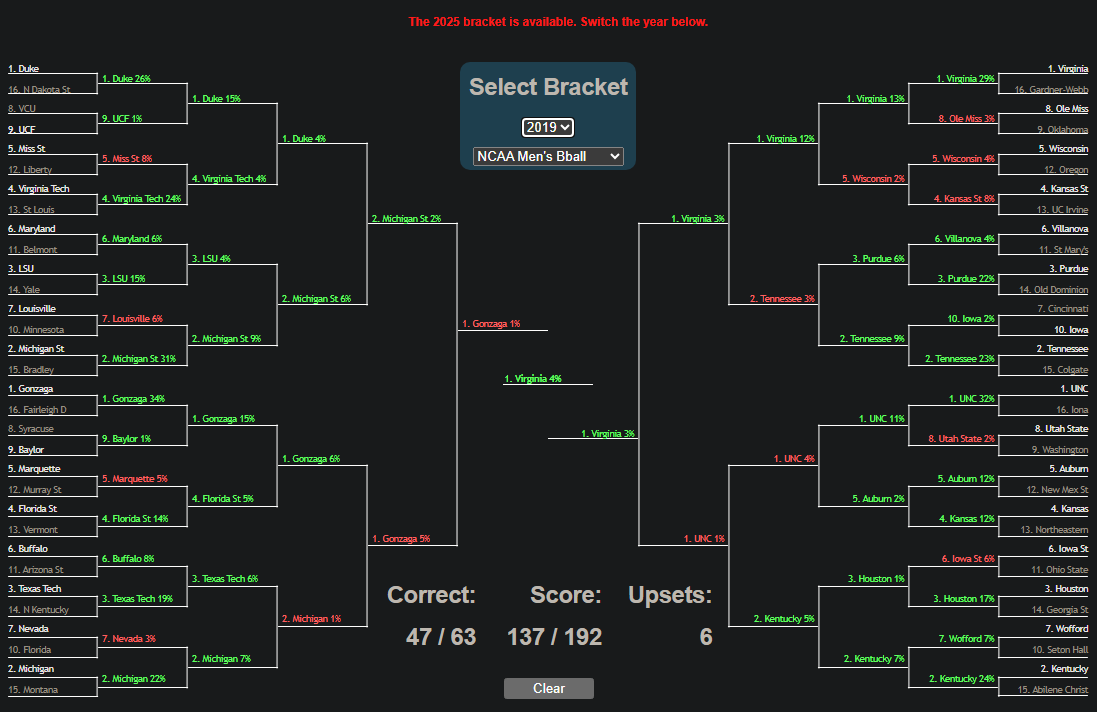 The 2025 bracket is available. Switch the year below.
Select Bracket
2019
NCAA Men's Bball
1. Duke
16. N Dakota St
8. VCU
9. UCF
5. Miss St
12. Liberty
4. Virginia Tech
13. St Louis
6. Maryland
11. Belmont
3. LSU
14. Yale
7. Louisville
10. Minnesota
2. Michigan St
15. Bradley
1. Gonzaga
16. Fairleigh D
8. Syracuse
9. Baylor
5. Marquette
12. Murray St
4. Florida St
13. Vermont
6. Buffalo
11. Arizona St
3. Texas Tech
14. N Kentucky
7. Nevada
10. Florida
2. Michigan
15. Montana
1. Duke 26%
9. UCF 1%
5. Miss St 8%
4. Virginia Tech 24%
6. Maryland 6%
3. LSU 15%
7. Louisville 6%
2. Michigan St 31%
1. Gonzaga 34%
9. Baylor 1%
5. Marquette 5%
4. Florida St 14%
6. Buffalo 8%
3. Texas Tech 19%
7. Nevada 3%
2. Michigan 22%
1. Duke 15%
4. Virginia Tech 4%
3. LSU 4%
2. Michigan St 9%
1. Gonzaga 15%
4. Florida St 5%
3. Texas Tech 6%
2. Michigan 7%
1. Duke 4%
2. Michigan St 6%
1. Gonzaga 6%
2. Michigan 1%
2. Michigan St 2%
1. Gonzaga 5%
1. Gonzaga 1%
1. Virginia 4%
1. Virginia 3%
1. Virginia 3%
1. UNC 1%
1. Virginia 12%
2. Tennessee 3%
1. UNC 4%
2. Kentucky 5%
1. Virginia 13%
5. Wisconsin 2%
3. Purdue 6%
2. Tennessee 9%
1. UNC 11%
5. Auburn 2%
3. Houston 1%
2. Kentucky 7%
1. Virginia 29%
8. Ole Miss 3%
5. Wisconsin 4%
4. Kansas St 8%
6. Villanova 4%
3. Purdue 22%
10. Iowa 2%
2. Tennessee 23%
1. UNC 32%
8. Utah State 2%
5. Auburn 12%
4. Kansas 12%
6. Iowa St 6%
3. Houston 17%
7. Wofford 7%
2. Kentucky 24%
1. Virginia
16. Gardner-Webb
8. Ole Miss
9. Oklahoma
5. Wisconsin
12. Oregon
4. Kansas St
13. UC Irvine
6. Villanova
11. St Mary's
3. Purdue
14. Old Dominion
7. Cincinnati
10. Iowa
2. Tennessee
15. Colgate
1. UNC
16. Iona
8. Utah State
9. Washington
5. Auburn
12. New Mex St
4. Kansas
13. Northeastern
6. Iowa St
11. Ohio State
3. Houston
14. Georgia St
7. Wofford
10. Seton Hall
2. Kentucky
15. Abilene Christ
Correct: Score: Upsets:
47 / 63 137 / 192 6
Clear